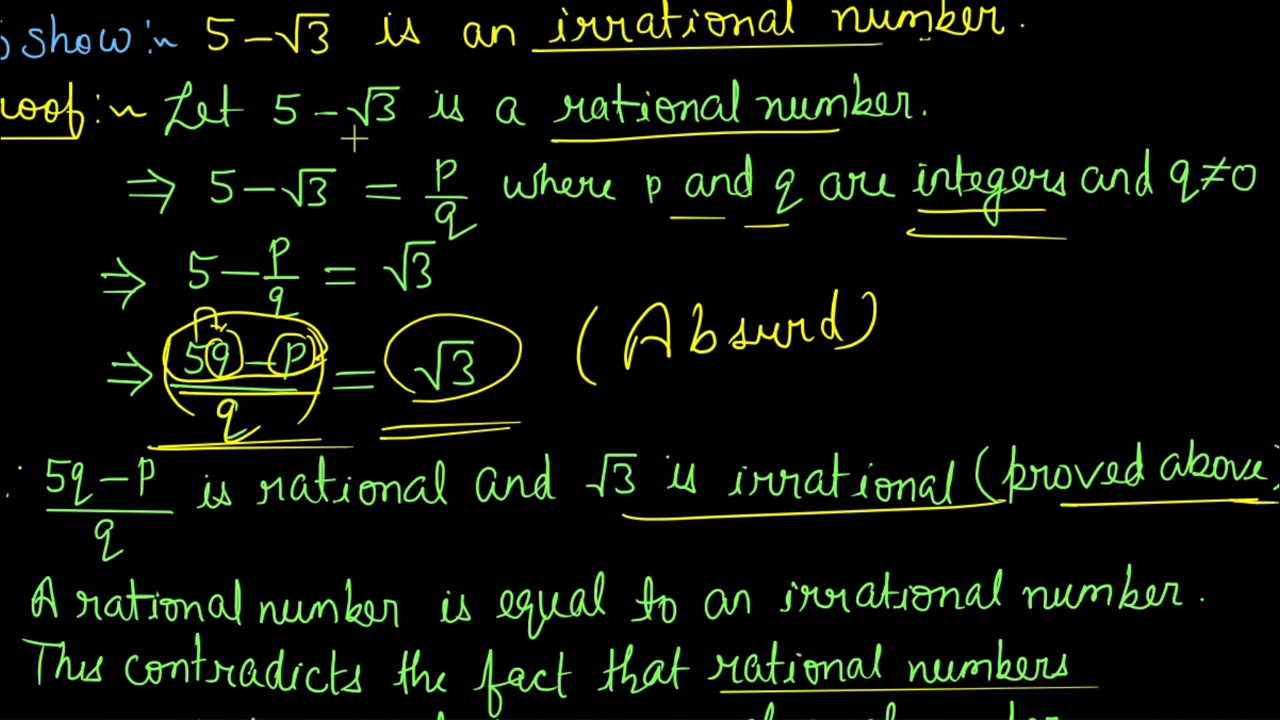 show :~ 5-√3 is an irrational number.
:~ Let 5-√3 is a rational number.
⇒ 5-√3 = p/q where p and q are integers and q≠0
⇒ 5-p/q = √3
⇒ (5q-p)/q = √3 (Absurd)
∵ (5q-p)/q is rational and √3 is irrational (proved above)
A rational number is equal to an irrational number.
This contradicts the fact that rational numbers